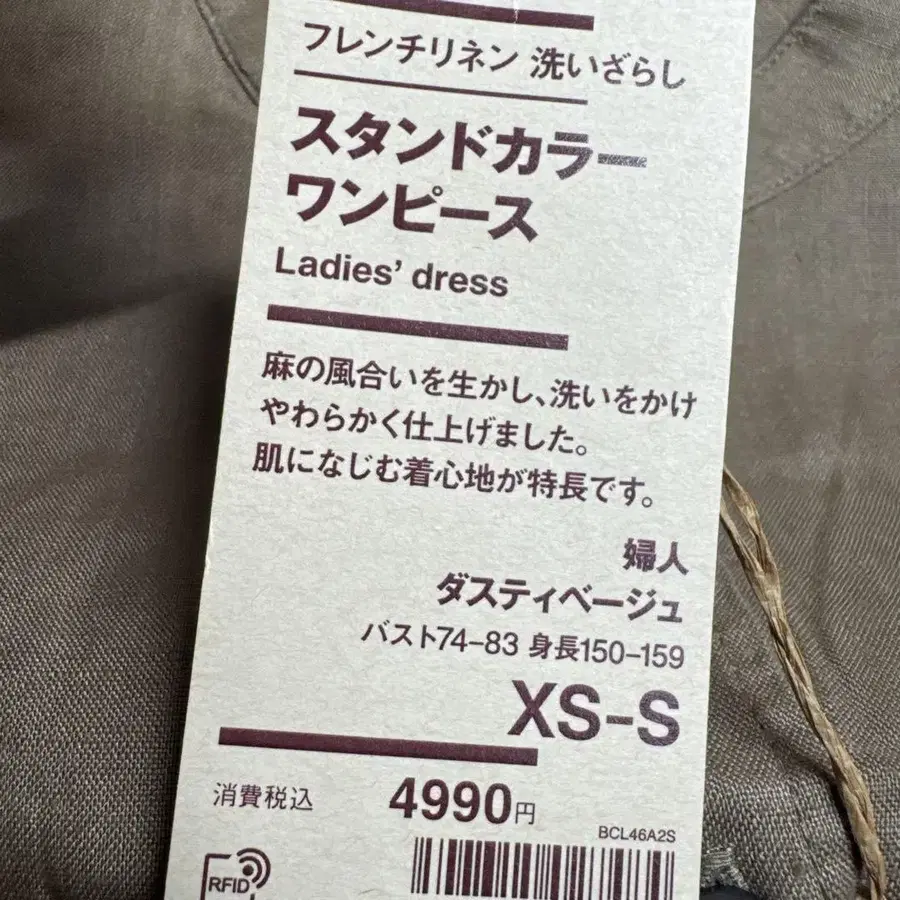 フレンチリネン 洗いざらし
スタンドカラー
ワンピース
Ladies’ dress
麻の風合いを生かし、洗いをかけ
やわらかく仕上げました。
肌になじむ着心地が特長です。
婦人
ダスティベージュ
バスト74-83 身長150-159
XS-S
消費税込 4990円
BCL46A2S
RFID